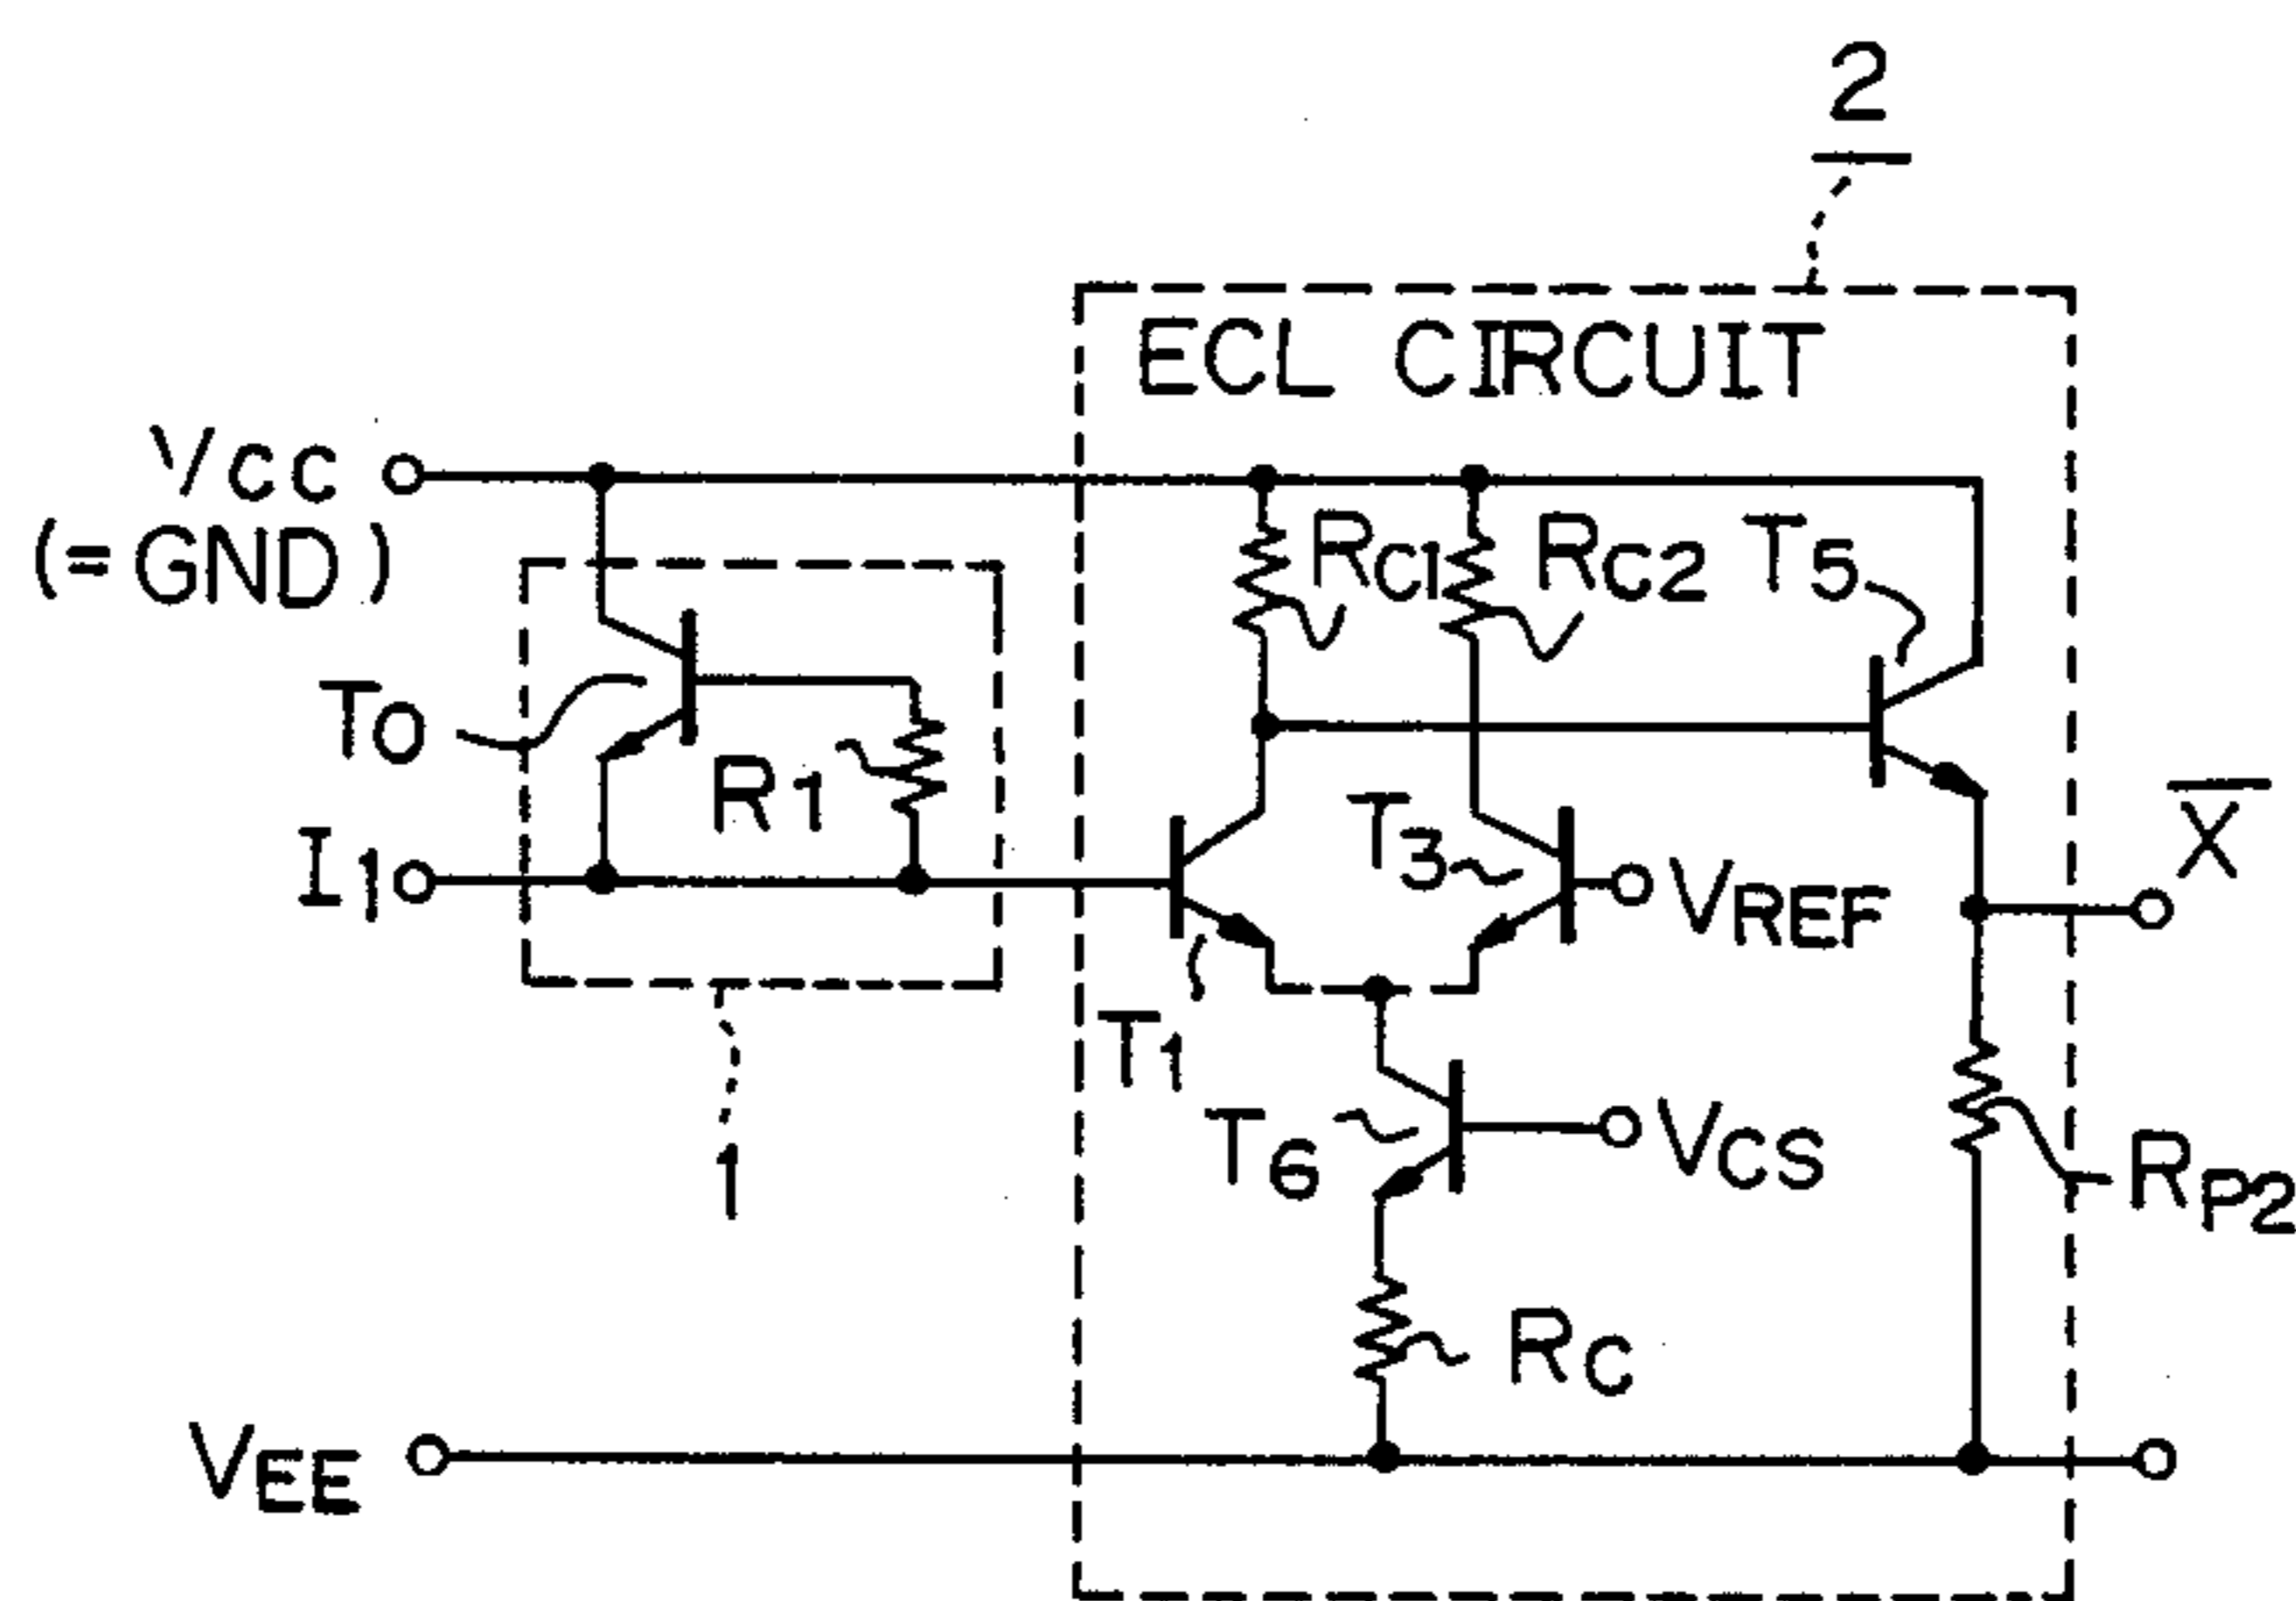 2
ECL CIRCUIT
VCC
(= GND)
RC1
RC2
T5
T0
R1
I1
T3
VREF
X̅
T1
T6
VCS
RP2
1
RC
VEE